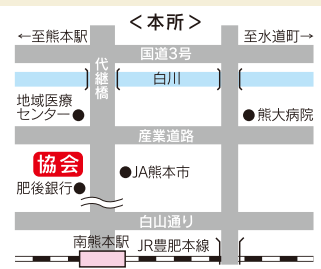 ＜本所＞
←至熊本駅
至水道町→
国道3号
代継橋
白川
地域医療
センター●
●熊大病院
産業道路
協会
●JA熊本市
肥後銀行●
白山通り
南熊本駅
JR豊肥本線